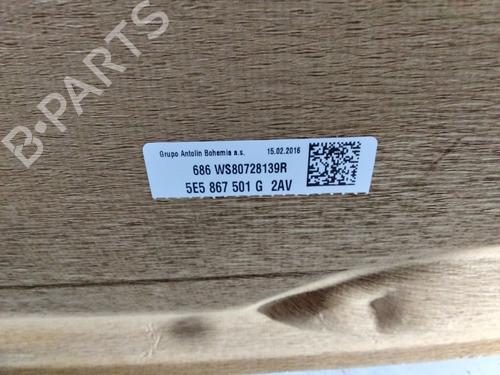 B-PARTS
Grupo Antolin Bohemia a.s. 15.02.2016
686 WS80728139R
5E5 867 501 G 2AV